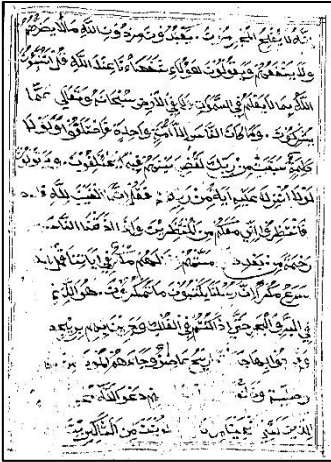 إنه لا يفلح المجرمون ويعبدون من دون الله ما لا يضرهم
ولا ينفعهم ويقولون هؤلاء شفعاؤنا عند الله قل أتنبئون
الله بما لا يعلم في السموات ولا في الأرض سبحانه وتعالى عما
يشركون وما كان الناس إلا أمة واحدة فاختلفوا ولولا
كلمة سبقت من ربك لقضي بينهم فيه يختلفون ويقولون
لولا أنزل عليه آية من ربه فقل إنما الغيب لله
فانتظروا إني معكم من المنتظرين وإذا أذقنا الناس
رحمة من بعد مستهم لهم مكر في آياتنا قل الله
أسرع مكرا إن رسلنا يكتبون ما تمكرون هو الذي
في البر والبحر حتى إذا كنتم في الفلك وجرين بهم بريح
بها ريح عاصف وجاءهم الموج من
دعوا الله
من الشاكرين